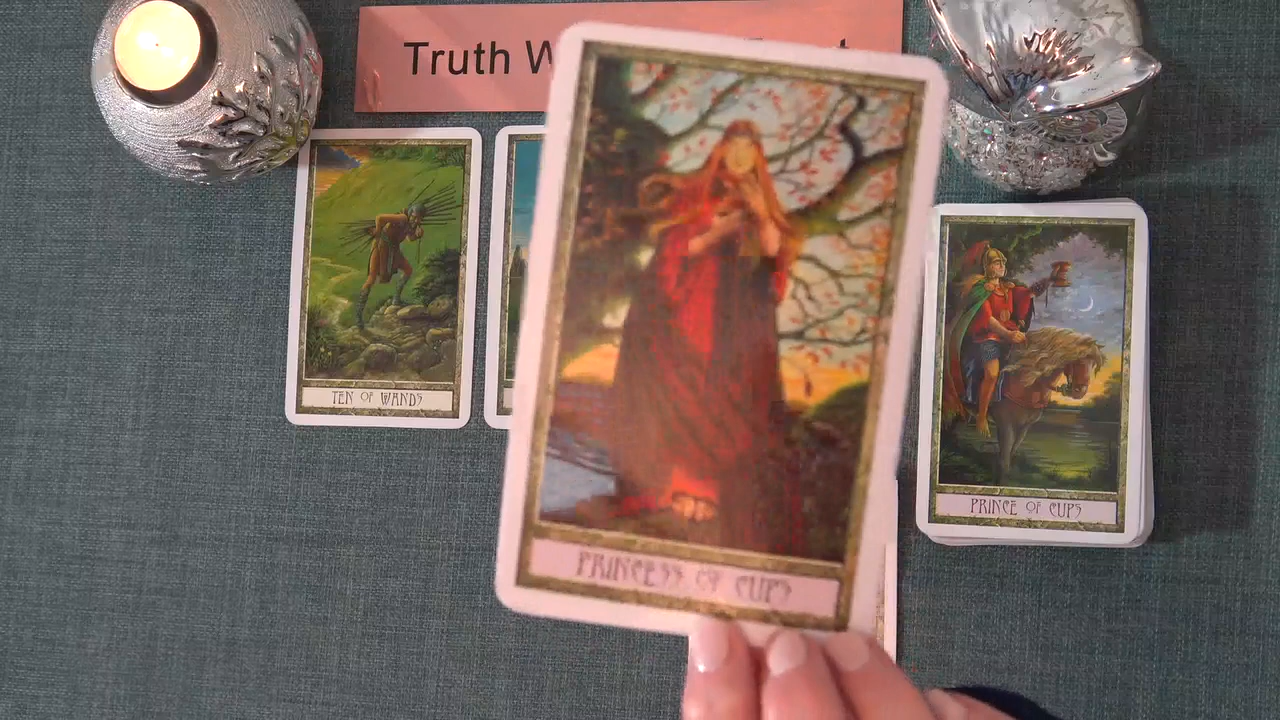 Truth W
TEN OF WANDS
PRINCESS OF CUPS
PRINCE OF CUPS